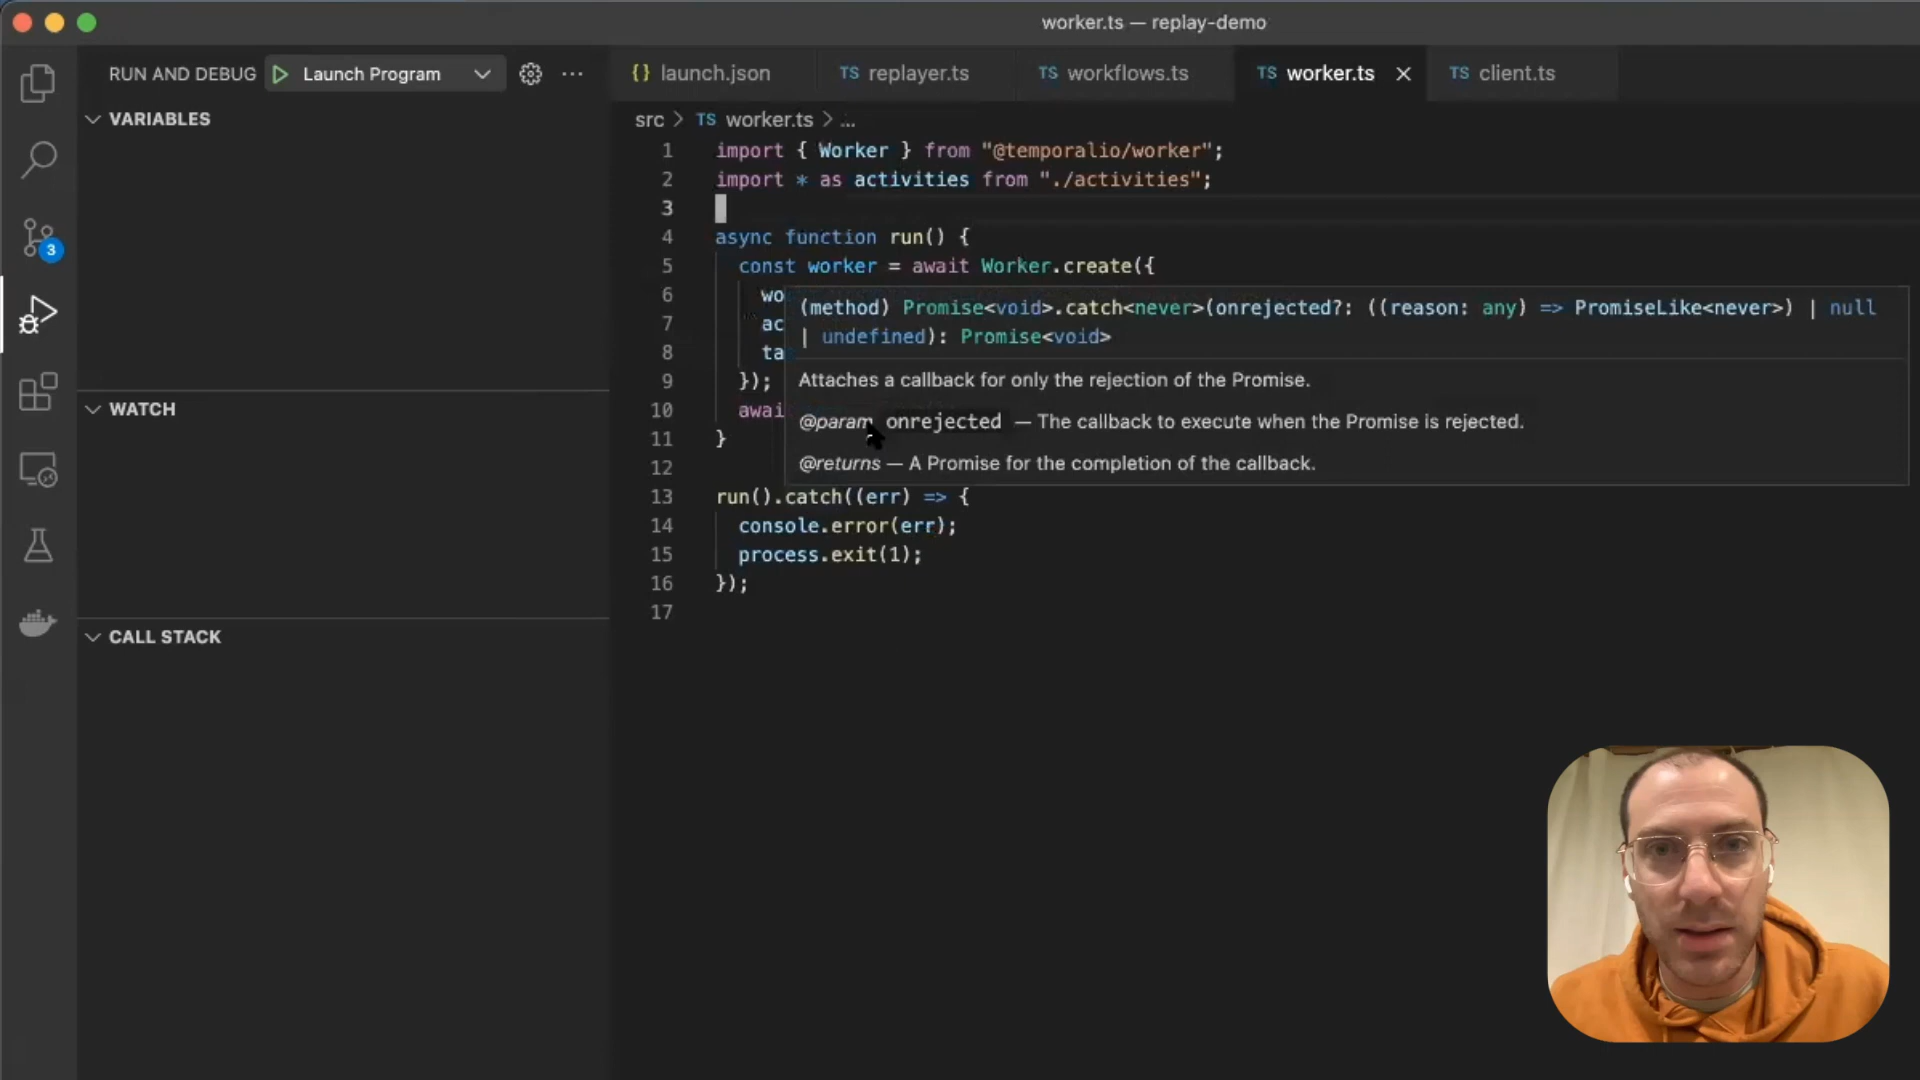 worker.ts — replay-demo
RUN AND DEBUG Launch Program ...
launch.json
TS replayer.ts
TS workflows.ts
TS worker.ts
TS client.ts
VARIABLES
WATCH
CALL STACK
3
src > TS worker.ts > ...
1 import { Worker } from "@temporalio/worker";
2 import * as activities from "./activities";
3
4 async function run() {
5 const worker = await Worker.create({
6 wo
7 ac
8 ta
9 });
10 awai
11 }
12
(method) Promise<void>.catch<never>(onrejected?: ((reason: any) => PromiseLike<never>) | null
| undefined): Promise<void>
Attaches a callback for only the rejection of the Promise.
@param onrejected — The callback to execute when the Promise is rejected.
@returns — A Promise for the completion of the callback.
13 run().catch((err) => {
14 console.error(err);
15 process.exit(1);
16 });
17